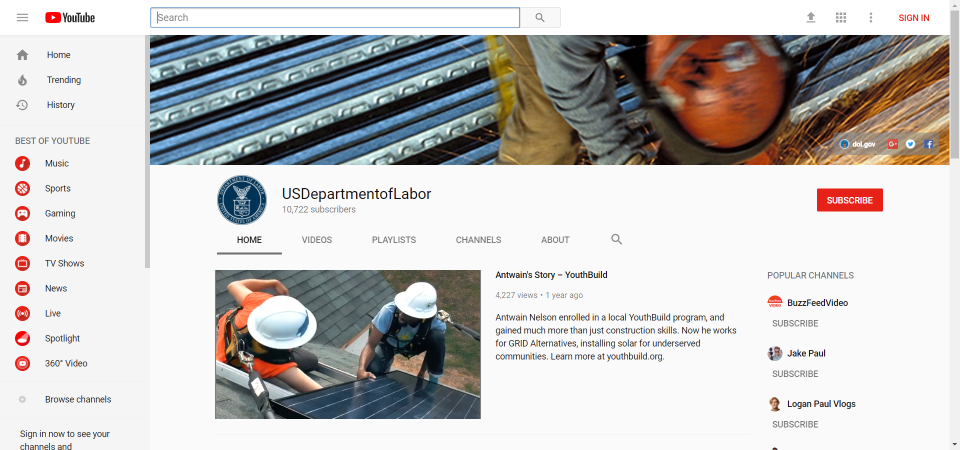 YouTube
Search
SIGN IN
Home
Trending
History
BEST OF YOUTUBE
Music
Sports
Gaming
Movies
TV Shows
News
Live
Spotlight
360° Video
Browse channels
Sign in now to see your
channels and
dol.gov
USDepartmentofLabor
10,722 subscribers
SUBSCRIBE
HOME
VIDEOS
PLAYLISTS
CHANNELS
ABOUT
Antwain's Story – YouthBuild
4,227 views • 1 year ago
Antwain Nelson enrolled in a local YouthBuild program, and
gained much more than just construction skills. Now he works
for GRID Alternatives, installing solar for underserved
communities. Learn more at youthbuild.org.
POPULAR CHANNELS
BuzzFeedVideo
SUBSCRIBE
Jake Paul
SUBSCRIBE
Logan Paul Vlogs
SUBSCRIBE